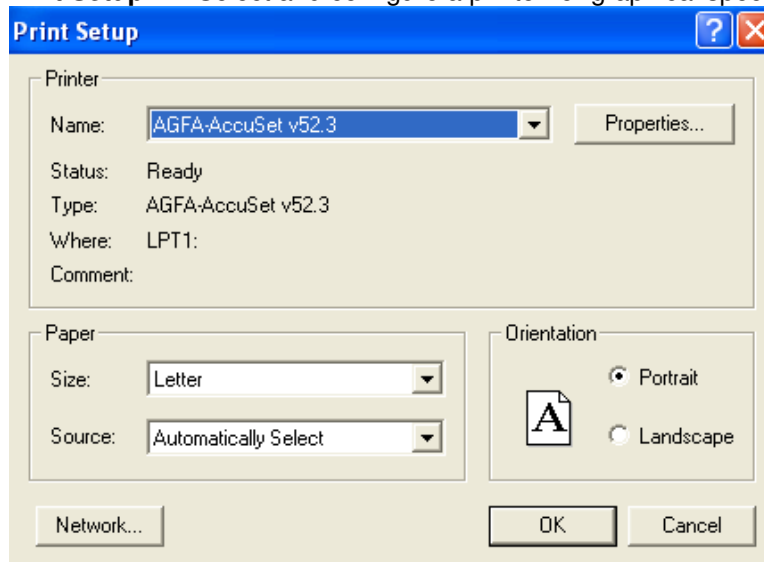 Print Setup
Printer
Name: AGFA-AccuSet v52.3 Properties...
Status: Ready
Type: AGFA-AccuSet v52.3
Where: LPT1:
Comment:
Paper
Size: Letter
Source: Automatically Select
Orientation
A
Portrait
Landscape
Network... OK Cancel